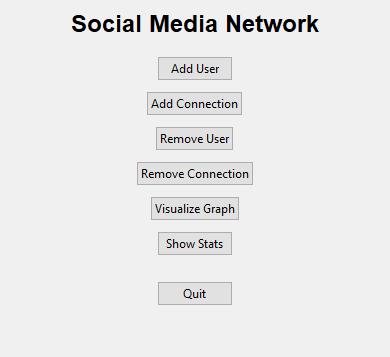 Social Media Network
Add User
Add Connection
Remove User
Remove Connection
Visualize Graph
Show Stats
Quit